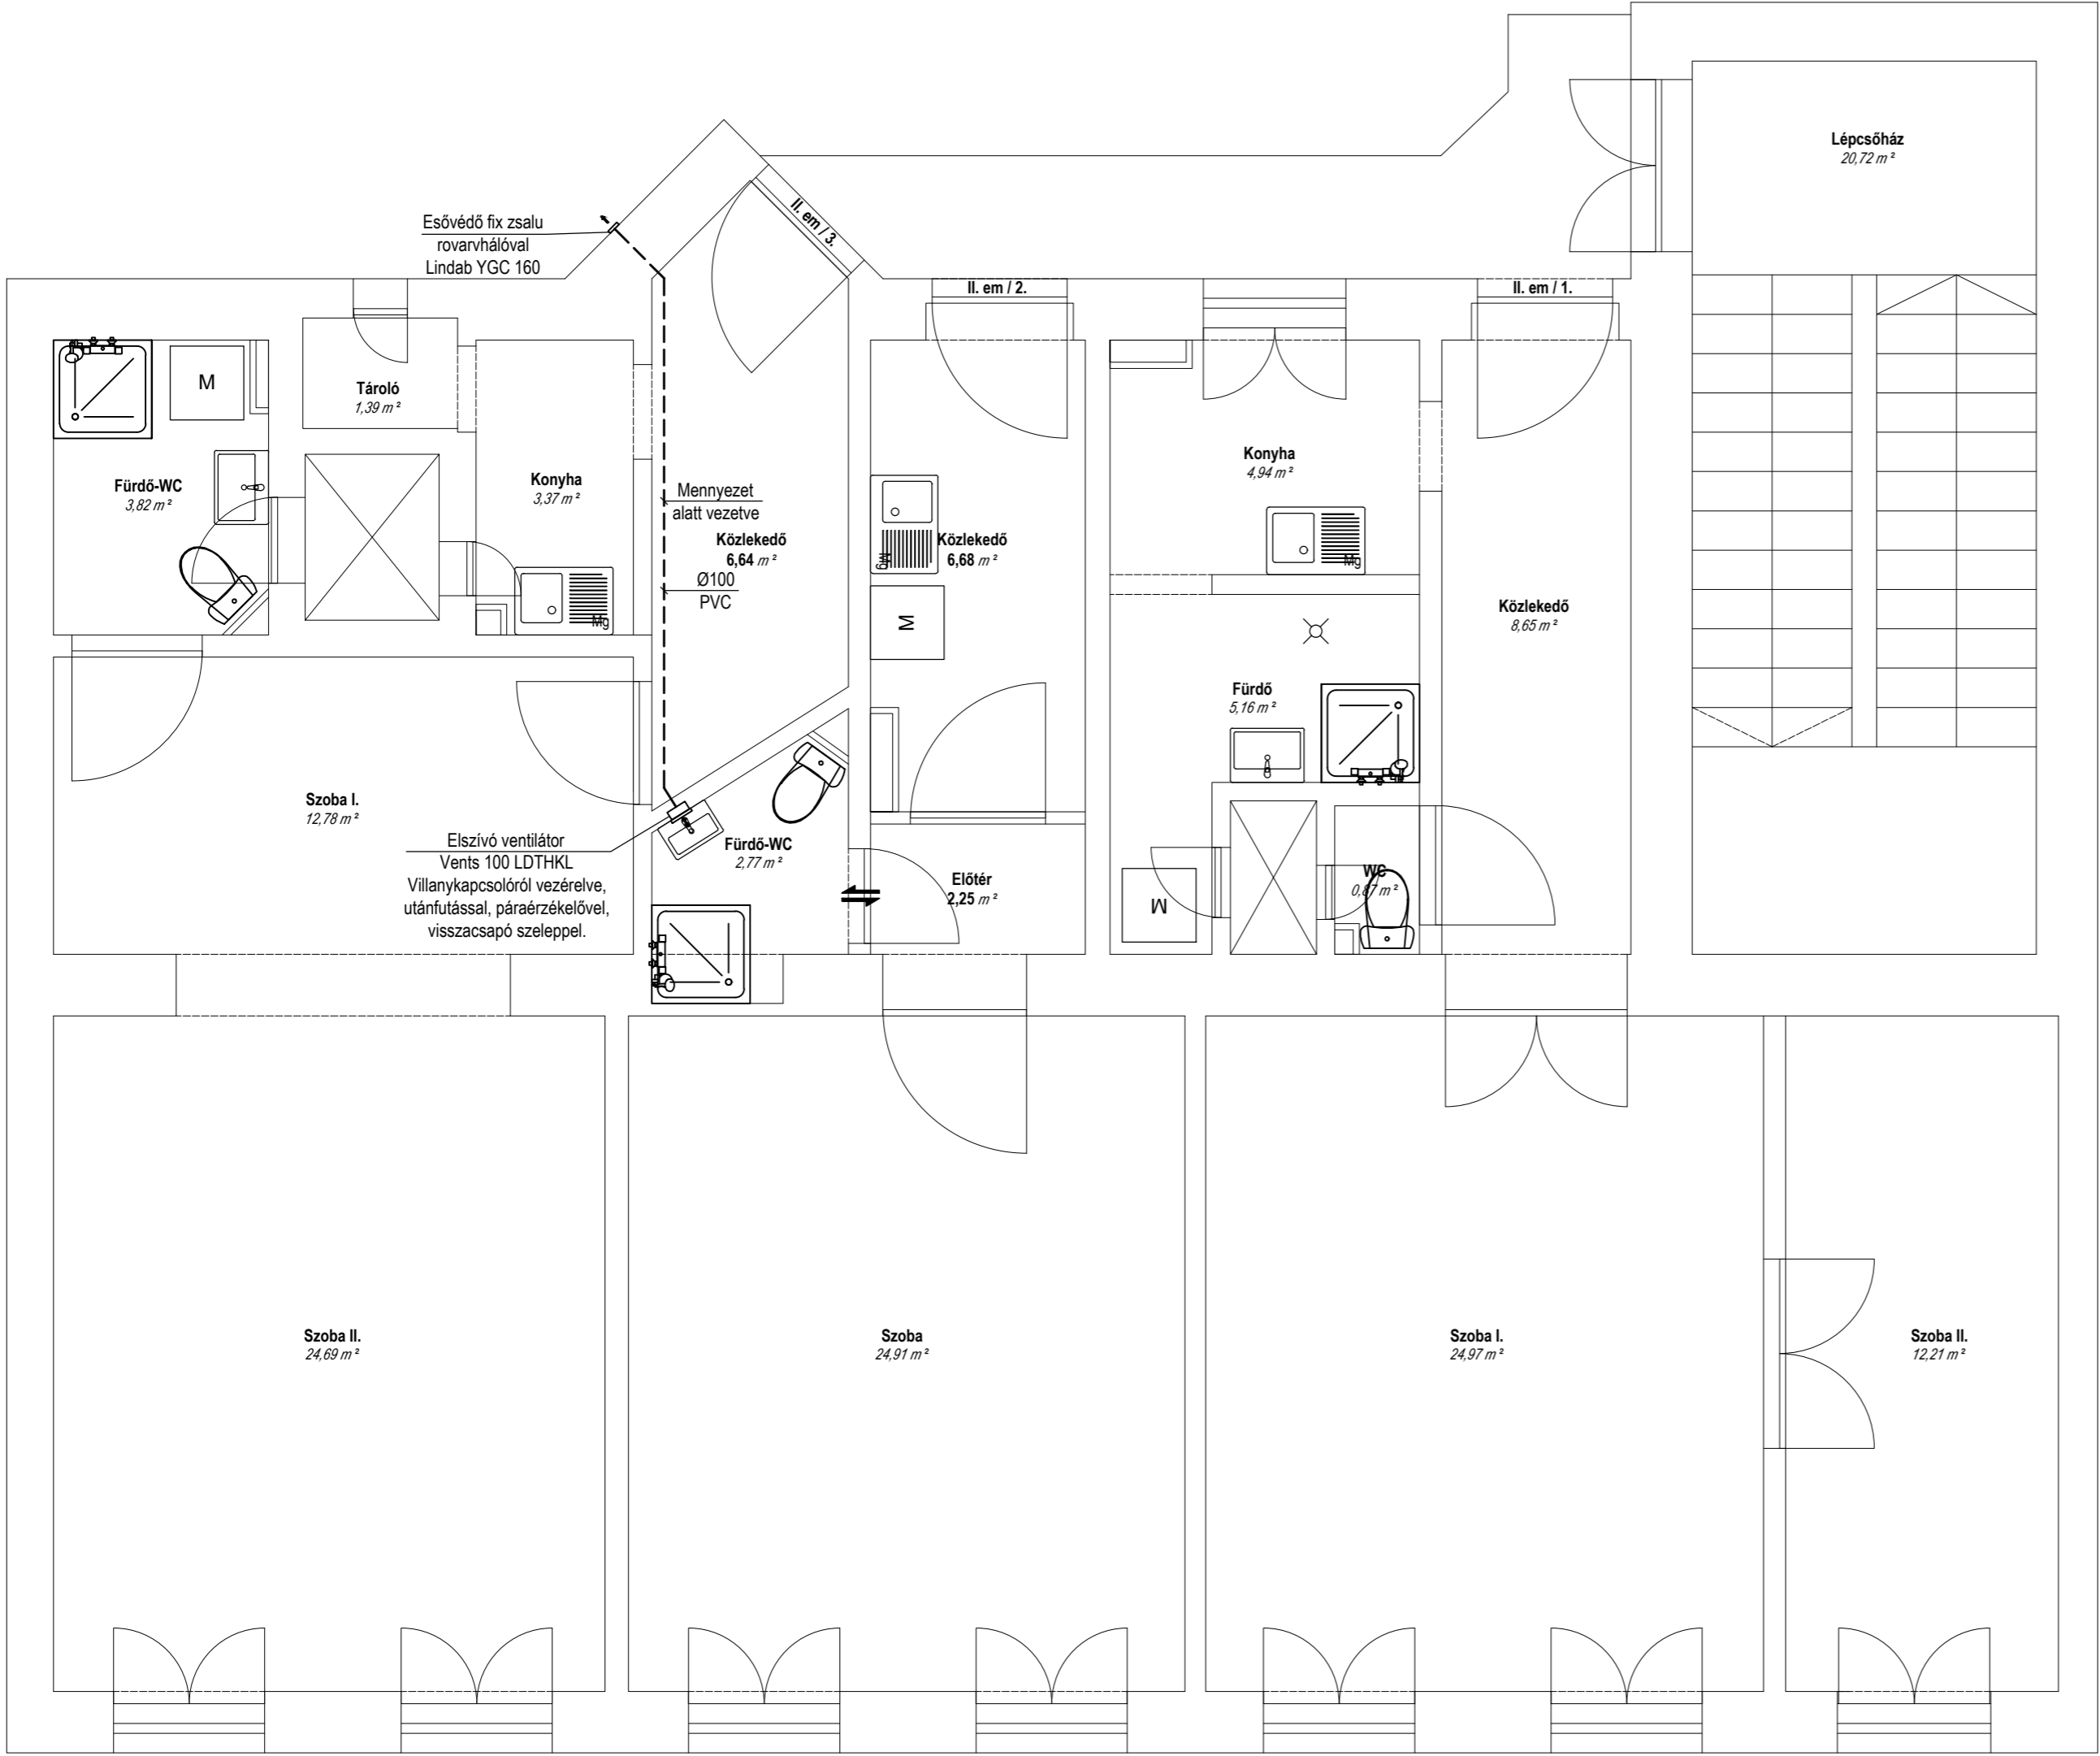 Lépcsőház
20,72 m²
Esővédő fix zsalu
rovarvhálóval
Lindab YGC 160
II. em / 3.
II. em / 2.
II. em / 1.
M
Tároló
1,39 m²
Fürdő-WC
3,82 m²
Konyha
3,37 m²
Mg
Mennyezet
alatt vezetve
Közlekedő
6,64 m²
Ø100
PVC
Közlekedő
6,68 m²
Mg
M
Konyha
4,94 m²
Mg
Közlekedő
8,65 m²
Fürdő
5,16 m²
Szoba I.
12,78 m²
Elszívó ventilátor
Vents 100 LDTHKL
Villanykapcsolóról vezérelve,
utánfutással, páraérzékelővel,
visszacsapó szeleppel.
Fürdő-WC
2,77 m²
Előtér
2,25 m²
M
WC
0,87 m²
Szoba II.
24,69 m²
Szoba
24,91 m²
Szoba I.
24,97 m²
Szoba II.
12,21 m²